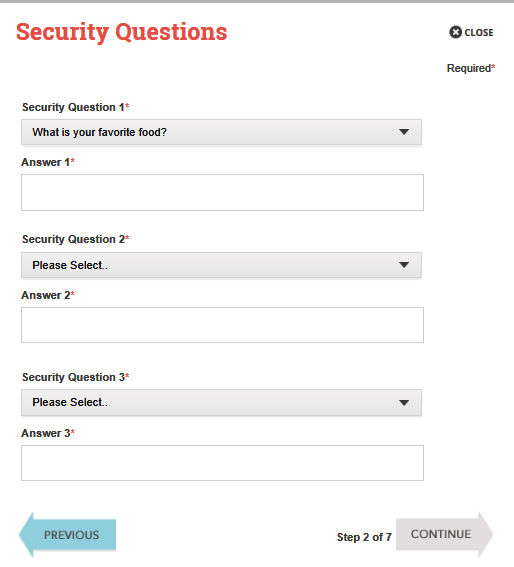 Security Questions
CLOSE
Required*
Security Question 1*
What is your favorite food?
Answer 1*
Security Question 2*
Please Select..
Answer 2*
Security Question 3*
Please Select..
Answer 3*
PREVIOUS
Step 2 of 7
CONTINUE